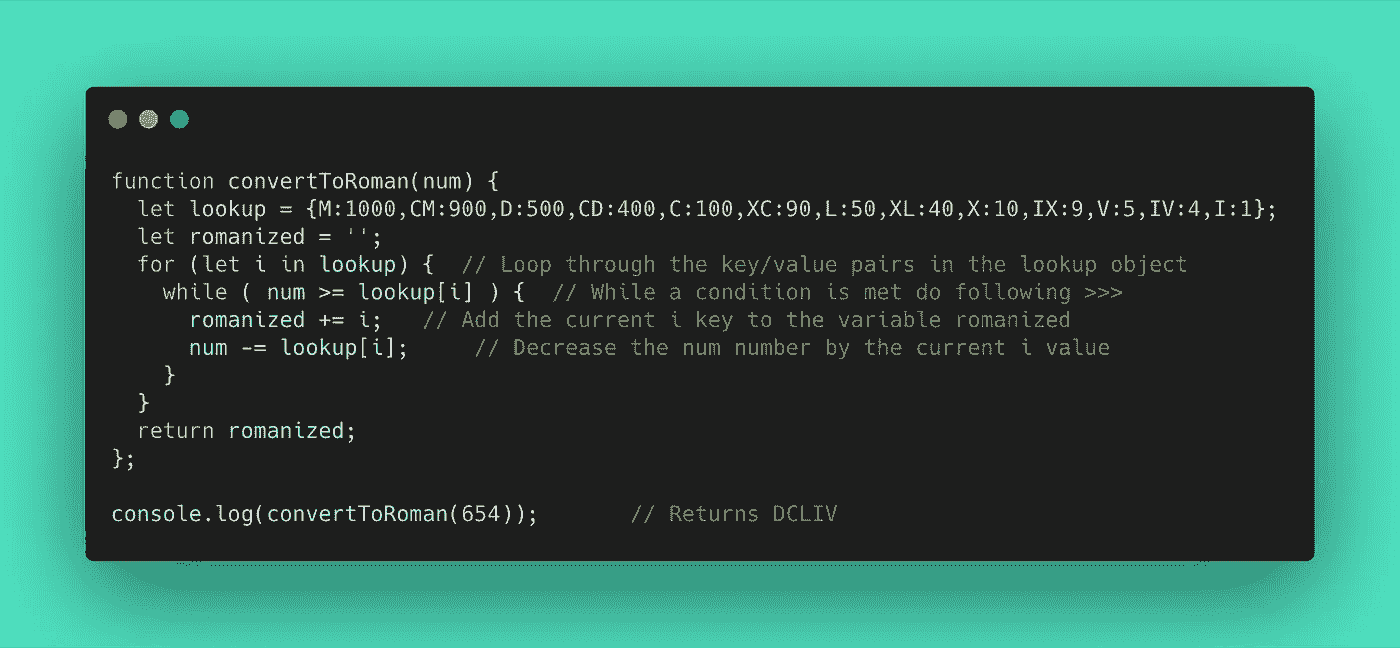 function convertToRoman(num) {
  let lookup = {M:1000,CM:900,D:500,CD:400,C:100,XC:90,L:50,XL:40,X:10,IX:9,V:5,IV:4,I:1};
  let romanized = '';
  for (let i in lookup) {  // Loop through the key/value pairs in the lookup object
    while ( num >= lookup[i] ) {  // While a condition is met do following >>>
      romanized += i;   // Add the current i key to the variable romanized
      num -= lookup[i];     // Decrease the num number by the current i value
    }
  }
  return romanized;
};

console.log(convertToRoman(654));       // Returns DCLIV